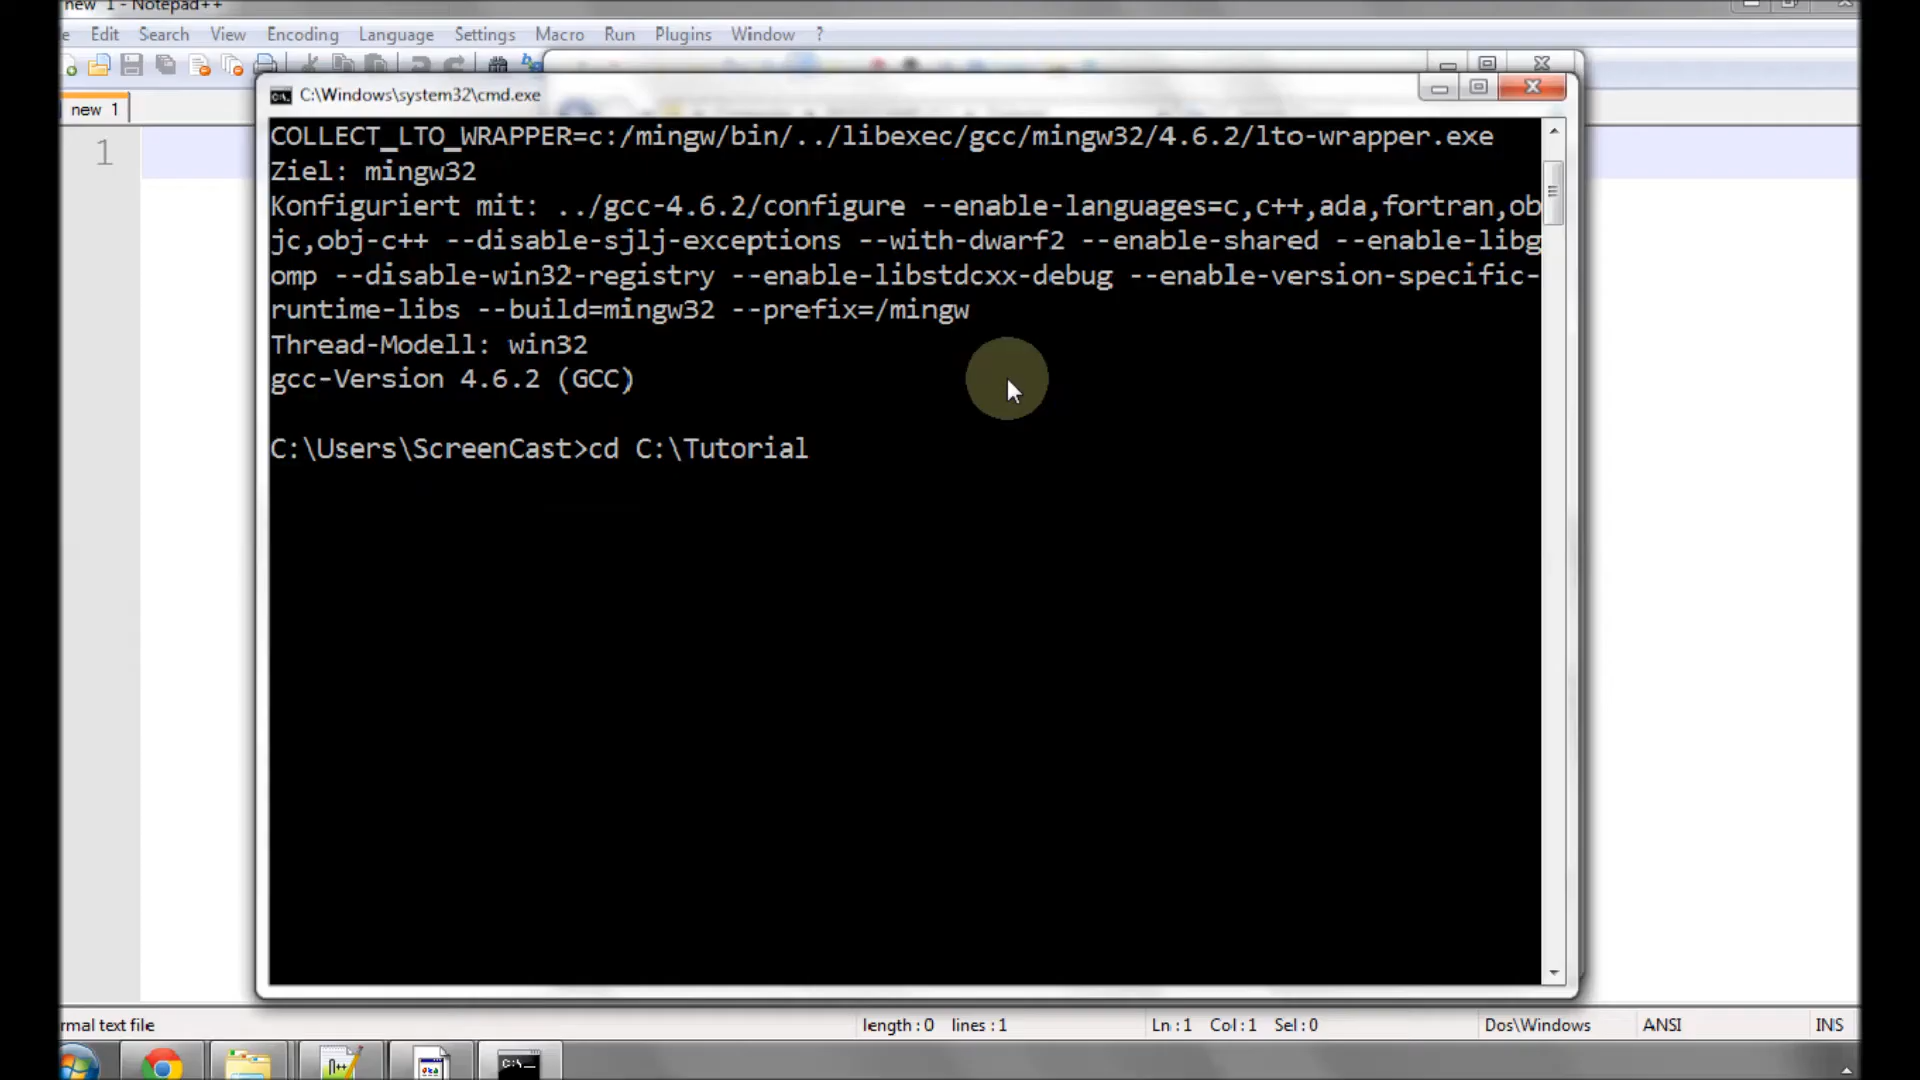 new 1 - Notepad++
Edit Search View Encoding Language Settings Macro Run Plugins Window ?
new 1
1
C:\Windows\system32\cmd.exe
COLLECT_LTO_WRAPPER=c:/mingw/bin/../libexec/gcc/mingw32/4.6.2/lto-wrapper.exe
Ziel: mingw32
Konfiguriert mit: ../gcc-4.6.2/configure --enable-languages=c,c++,ada,fortran,ob
jc,obj-c++ --disable-sjlj-exceptions --with-dwarf2 --enable-shared --enable-libg
omp --disable-win32-registry --enable-libstdcxx-debug --enable-version-specific-
runtime-libs --build=mingw32 --prefix=/mingw
Thread-Modell: win32
gcc-Version 4.6.2 (GCC)
C:\Users\ScreenCast>cd C:\Tutorial
rmal text file length : 0 lines : 1 Ln : 1 Col : 1 Sel : 0 Dos\Windows ANSI INS